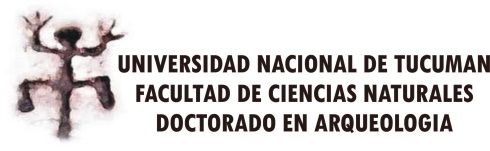 UNIVERSIDAD NACIONAL DE TUCUMAN
FACULTAD DE CIENCIAS NATURALES
DOCTORADO EN ARQUEOLOGIA